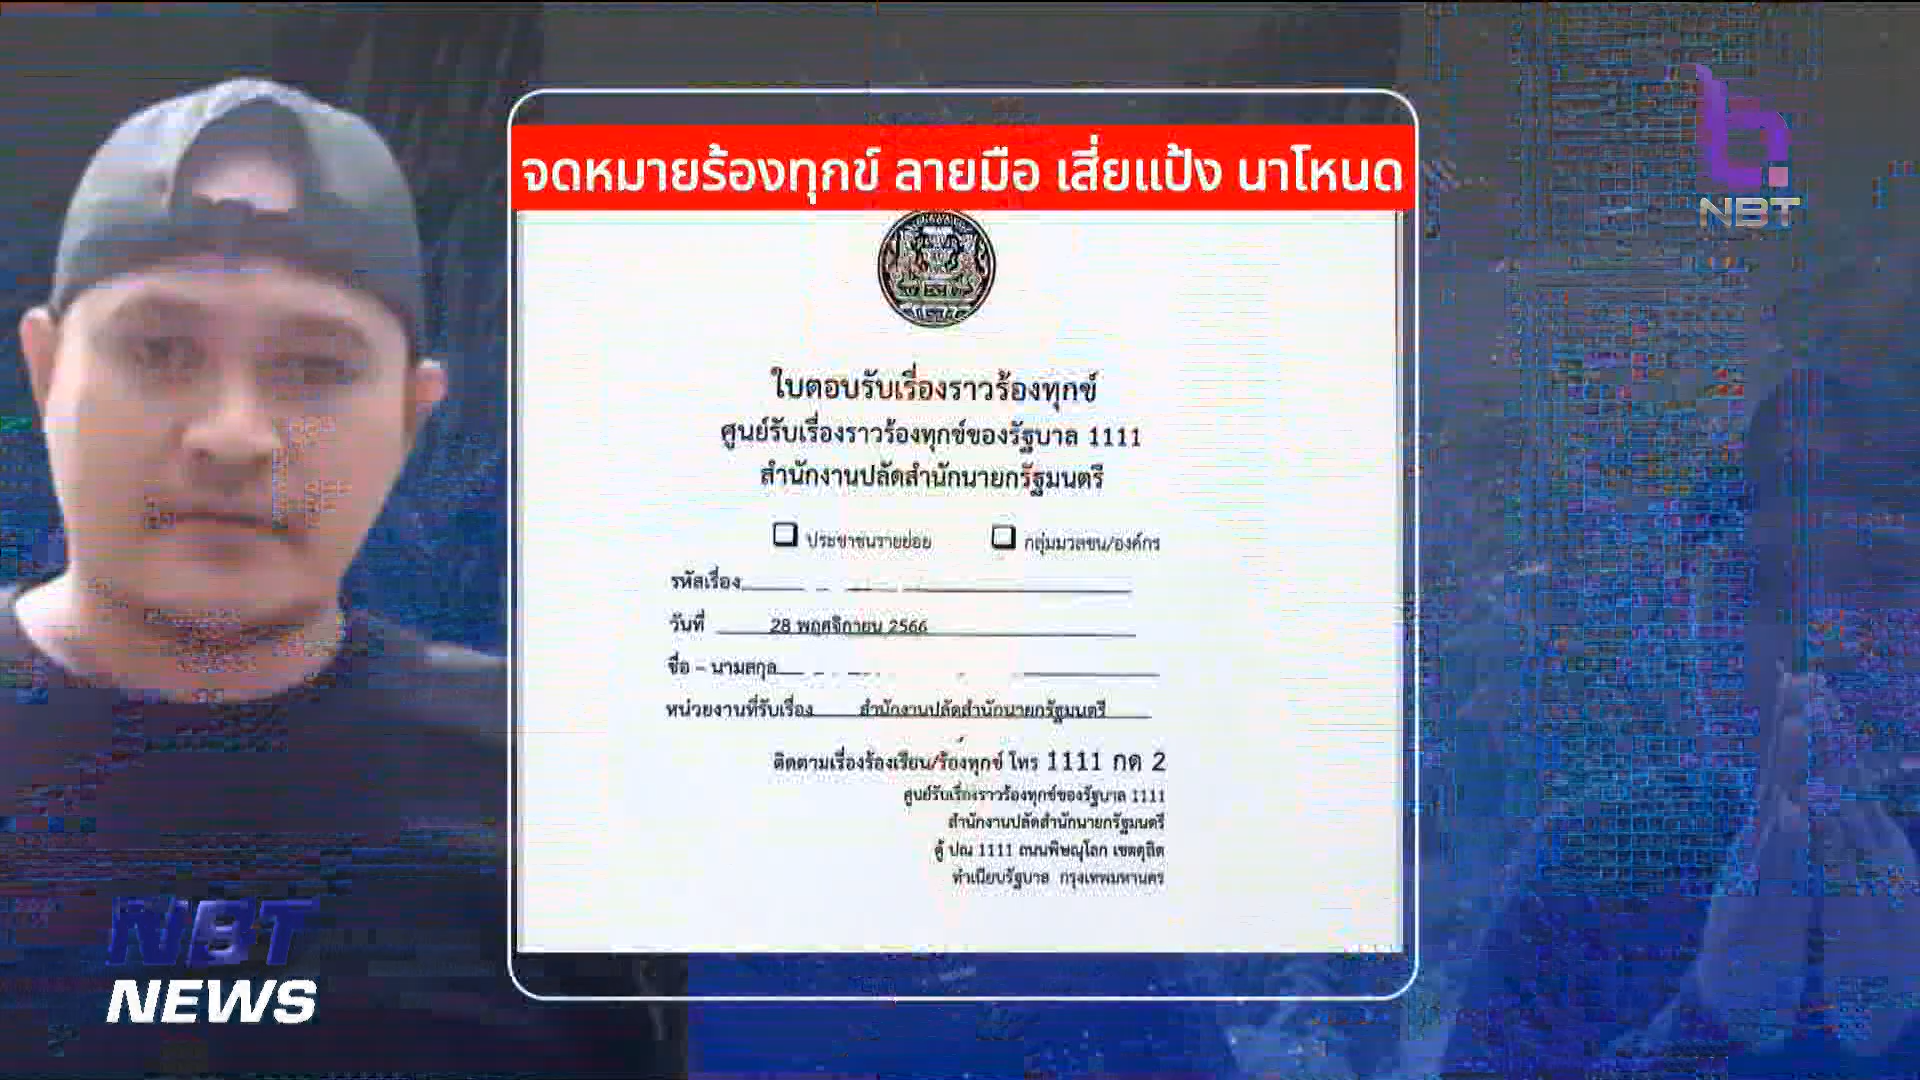 จดหมายร้องทุกข์ ลายมือ เสี่ยแป้ง นาโหนด
NBT
ใบตอบรับเรื่องราวร้องทุกข์
ศูนย์รับเรื่องราวร้องทุกข์ของรัฐบาล 1111
สำนักงานปลัดสำนักนายกรัฐมนตรี
ประชาชนรายย่อย กลุ่มมวลชน/องค์กร
รหัสเรื่อง
วันที่ 28 พฤศจิกายน 2566
ชื่อ – นามสกุล
หน่วยงานที่รับเรื่อง สำนักงานปลัดสำนักนายกรัฐมนตรี
ติดตามเรื่องร้องเรียน/ร้องทุกข์ โทร 1111 กด 2
ศูนย์รับเรื่องราวร้องทุกข์ของรัฐบาล 1111
สำนักงานปลัดสำนักนายกรัฐมนตรี
ตู้ ปณ 1111 ถนนพิษณุโลก เขตดุสิต
ทำเนียบรัฐบาล กรุงเทพมหานคร
NBT
NEWS